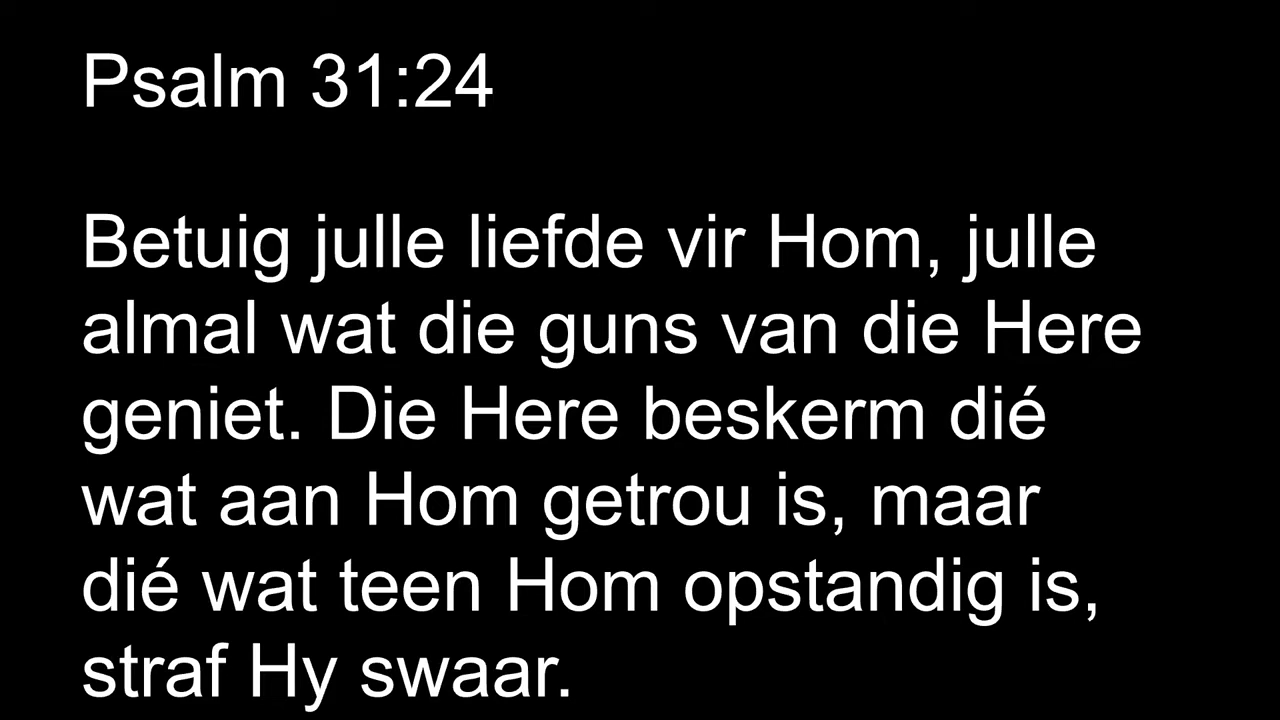 Psalm 31:24
Betuig julle liefde vir Hom, julle
almal wat die guns van die Here
geniet. Die Here beskerm dié
wat aan Hom getrou is, maar
dié wat teen Hom opstandig is,
straf Hy swaar.